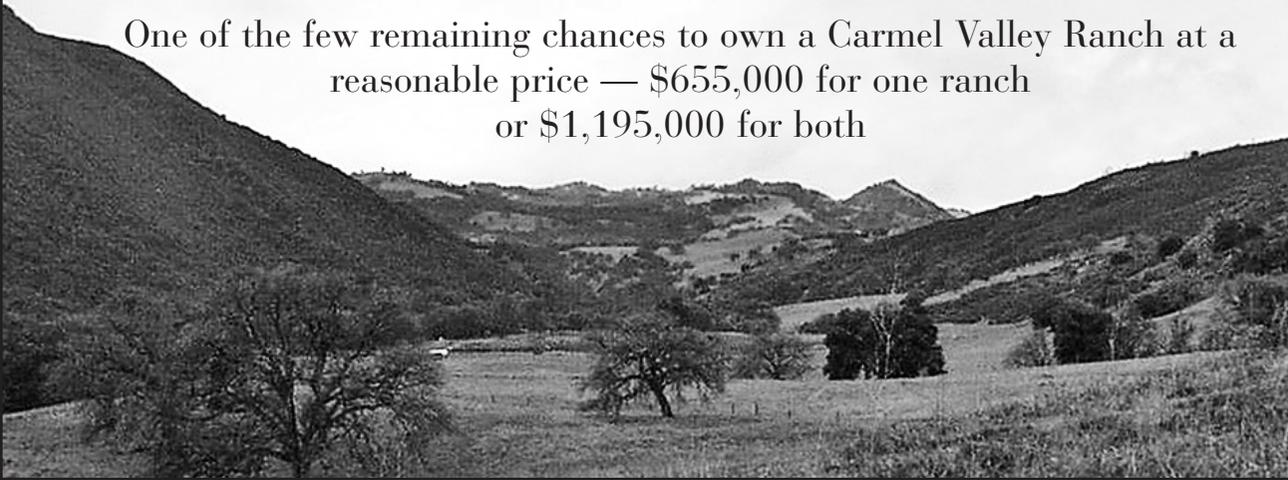 One of the few remaining chances to own a Carmel Valley Ranch at a
reasonable price — $655,000 for one ranch
or $1,195,000 for both